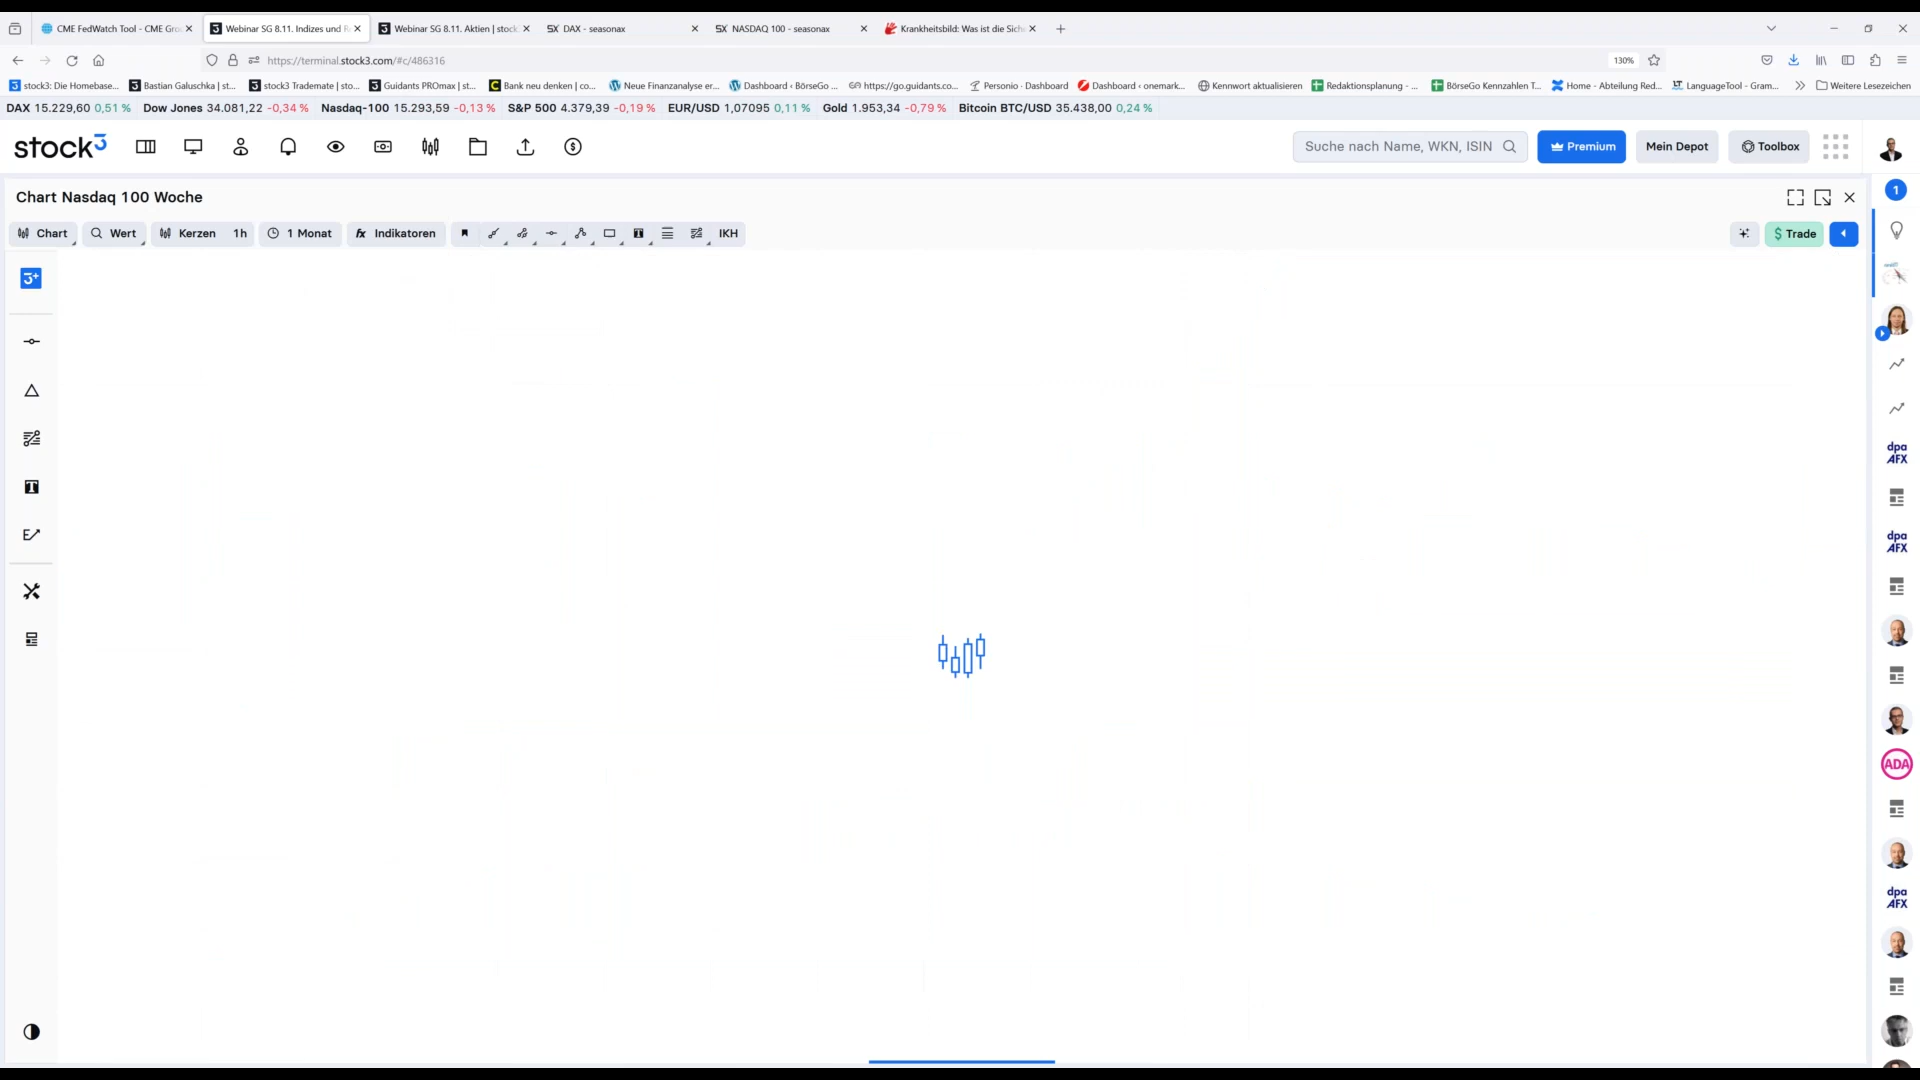 CME FedWatch Tool - CME Gro
Webinar SG 8.11. Indizes und R
Webinar SG 8.11. Aktien | stock
SX DAX - seasonax
SX NASDAQ 100 - seasonax
Krankheitsbild: Was ist die Sich
https://terminal.stock3.com/#c/486316
130%
stock3: Die Homebase...
Bastian Galuschka | st...
stock3 Trademate | sto...
Guidants PROmax | st...
Bank neu denken | co...
Neue Finanzanalyse er...
Dashboard ‹ BörseGo ...
https://go.guidants.co...
Personio · Dashboard
Dashboard ‹ onemark...
Kennwort aktualisieren
Redaktionsplanung - ...
BörseGo Kennzahlen T...
Home - Abteilung Red...
LanguageTool - Gram...
Weitere Lesezeichen
DAX 15.229,60 0,51 % Dow Jones 34.081,22 -0,34 % Nasdaq-100 15.293,59 -0,13 % S&P 500 4.379,39 -0,19 % EUR/USD 1,07095 0,11 % Gold 1.953,34 -0,79 % Bitcoin BTC/USD 35.438,00 0,24 %
stock3
Suche nach Name, WKN, ISIN
Premium
Mein Depot
Toolbox
Chart Nasdaq 100 Woche
1
Chart
Wert
Kerzen 1h
1 Monat
fx Indikatoren
IKH
$ Trade
3+
dpa
AFX
dpa
AFX
ADA
dpa
AFX